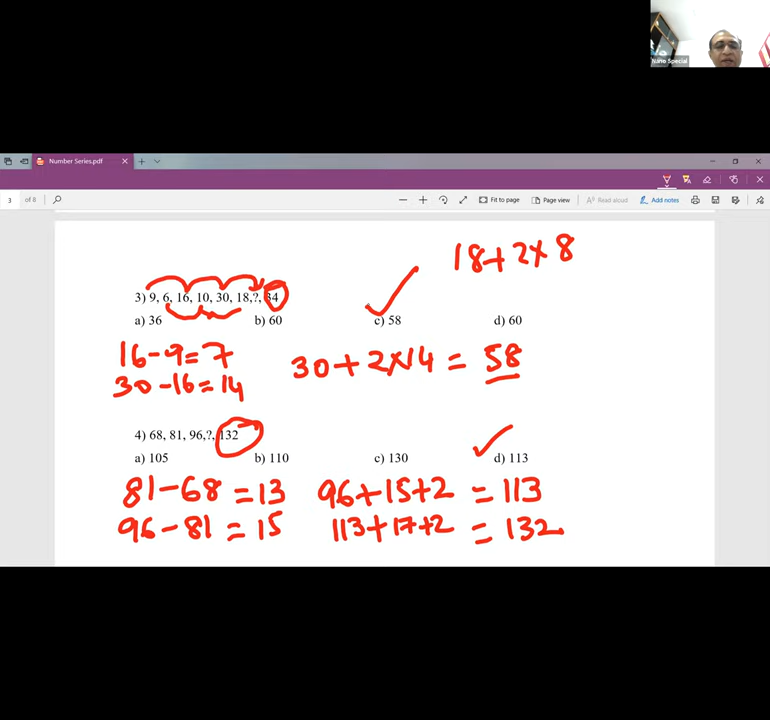 Nano Special
Number Series.pdf
3 of 8
Fit to page
Page view
Read aloud
Add notes
18+2×8
3) 9, 6, 16, 10, 30, 18,?, 34
a) 36 b) 60 c) 58 d) 60
16-9=7
30+2×14=58
30-16=14
4) 68, 81, 96,?, 132
a) 105 b) 110 c) 130 d) 113
81-68=13 96+15+2=113
96-81=15 113+17+2=132